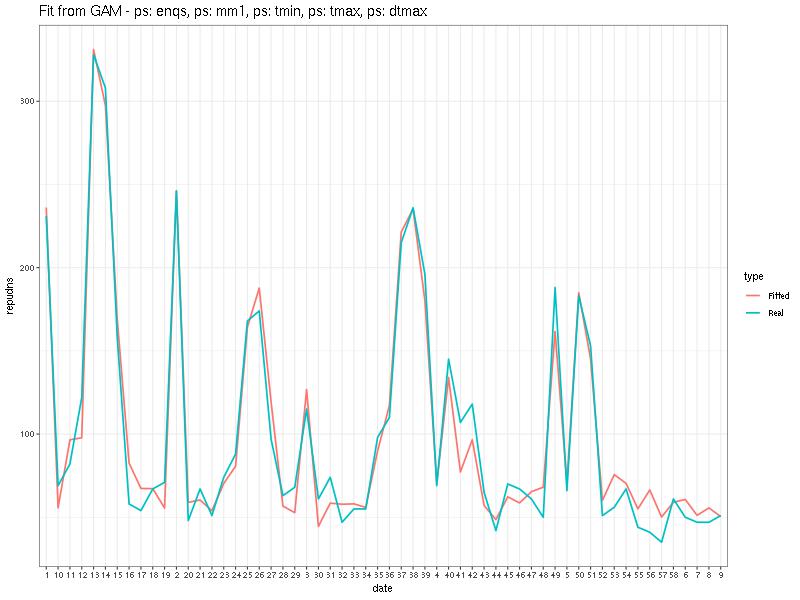 Fit from GAM - ps: enqs, ps: mm1, ps: tmin, ps: tmax, ps: dtmax
300
200
100
repudns
1 10 11 12 13 14 15 16 17 18 19 2 20 21 22 23 24 25 26 27 28 29 3 30 31 32 33 34 35 36 37 38 39 4 40 41 42 43 44 45 46 47 48 49 5 50 51 52 53 54 55 56 57 58 6 7 8 9
date
type
Fitted
Real